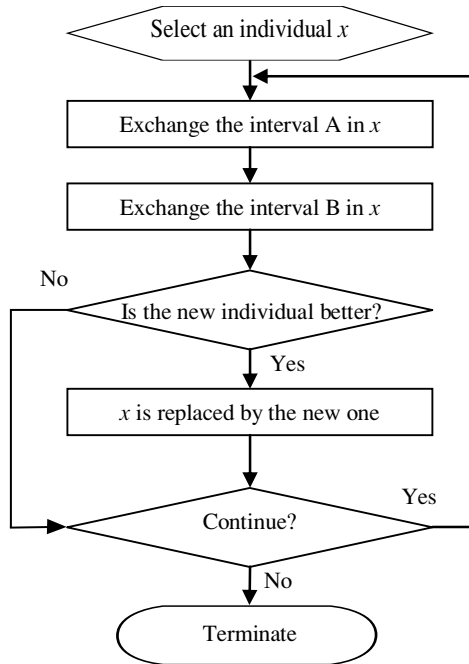 Select an individual x
Exchange the interval A in x
Exchange the interval B in x
No
Is the new individual better?
Yes
x is replaced by the new one
Yes
Continue?
No
Terminate